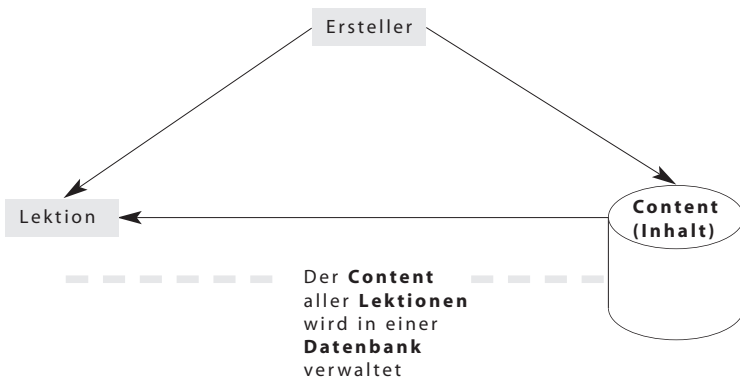 Ersteller
Lektion
Content
(Inhalt)
Der Content
aller Lektionen
wird in einer
Datenbank
verwaltet